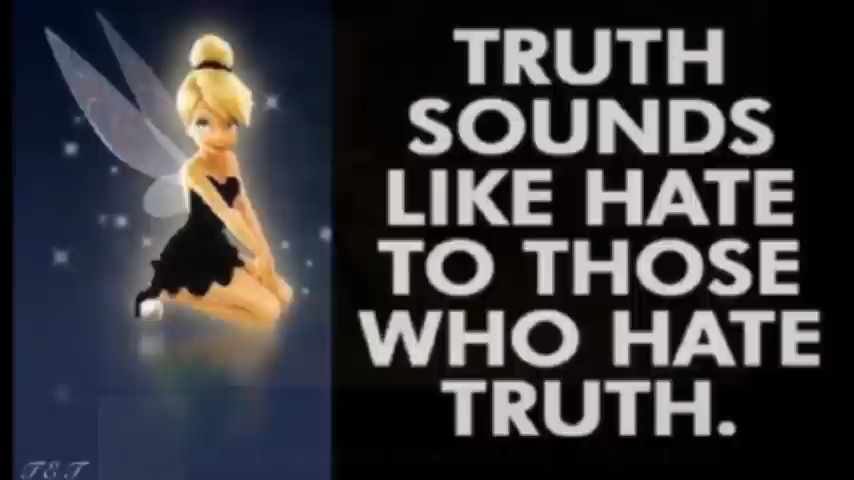 TRUTH
SOUNDS
LIKE HATE
TO THOSE
WHO HATE
TRUTH.
T&T